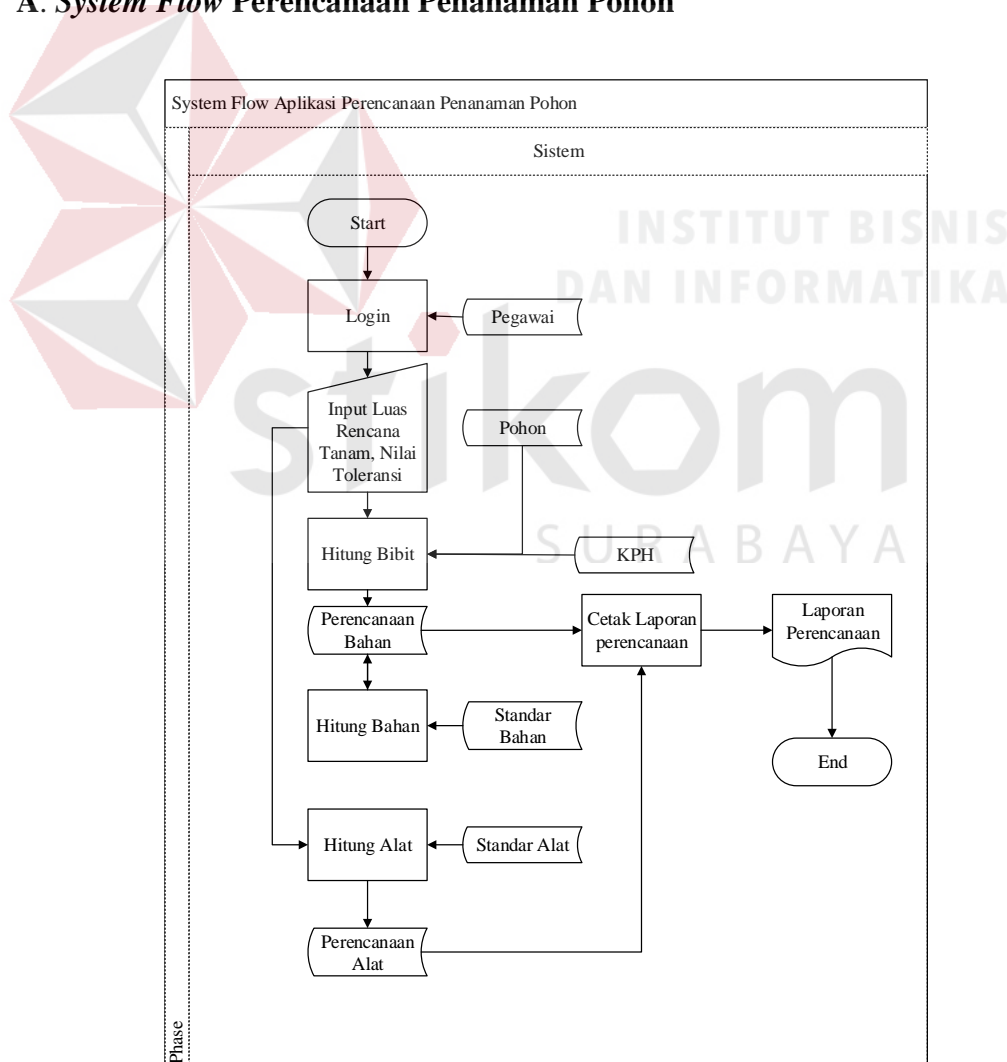 A. System Flow Perencanaan Penanaman Pohon
System Flow Aplikasi Perencanaan Penanaman Pohon
Sistem
INSTITUT BISNIS
DAN INFORMATIKA
stikom
SURABAYA
Start
Login
Pegawai
Input Luas
Rencana
Tanam, Nilai
Toleransi
Pohon
Hitung Bibit
KPH
Perencanaan
Bahan
Cetak Laporan
perencanaan
Laporan
Perencanaan
Hitung Bahan
Standar
Bahan
End
Hitung Alat
Standar Alat
Perencanaan
Alat
Phase